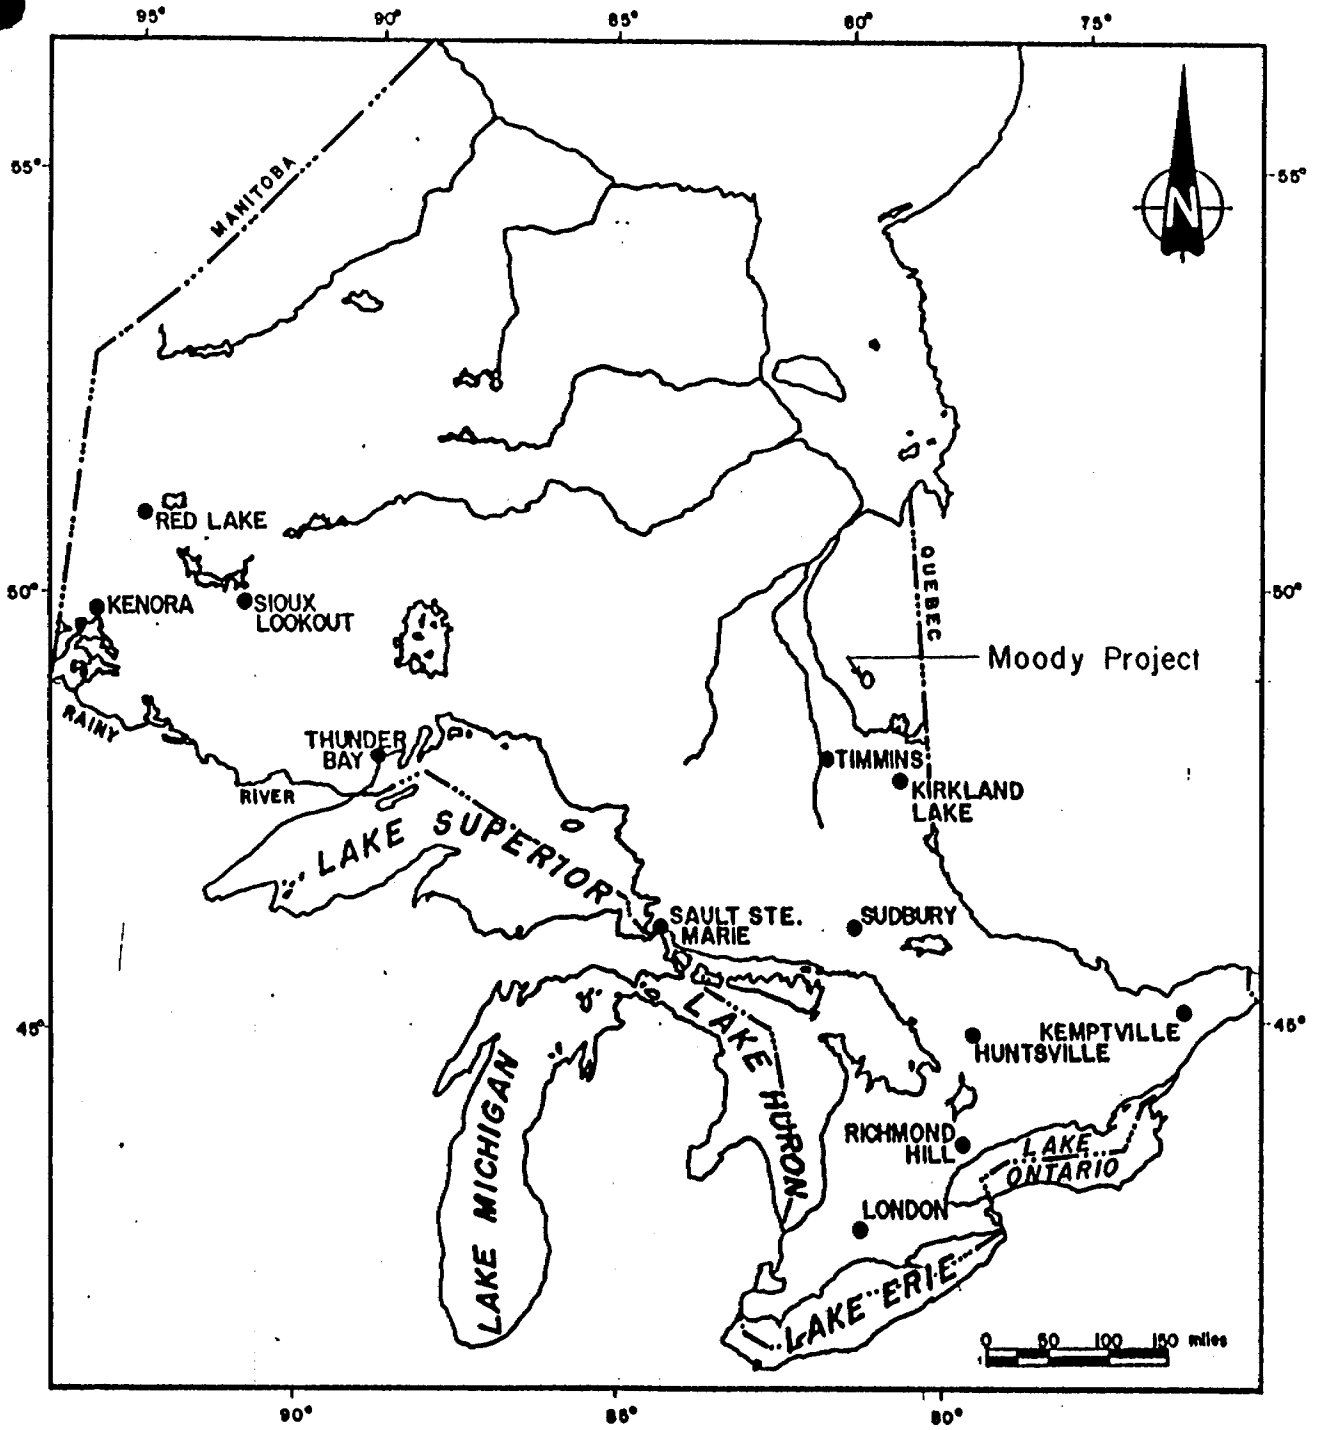 95° 90° 85° 80° 75°
55° 55°
MANITOBA
N
RED LAKE
50° 50°
QUEBEC
KENORA
SIOUX
LOOKOUT
Moody Project
RAINY
THUNDER
BAY
TIMMINS
RIVER
KIRKLAND
LAKE
LAKE SUPERIOR
SAULT STE.
MARIE
SUDBURY
45° 45°
LAKE HURON
KEMPTVILLE
HUNTSVILLE
LAKE MICHIGAN
RICHMOND
HILL
LAKE
ONTARIO
LONDON
LAKE ERIE
0 50 100 150 miles
90° 85° 80°